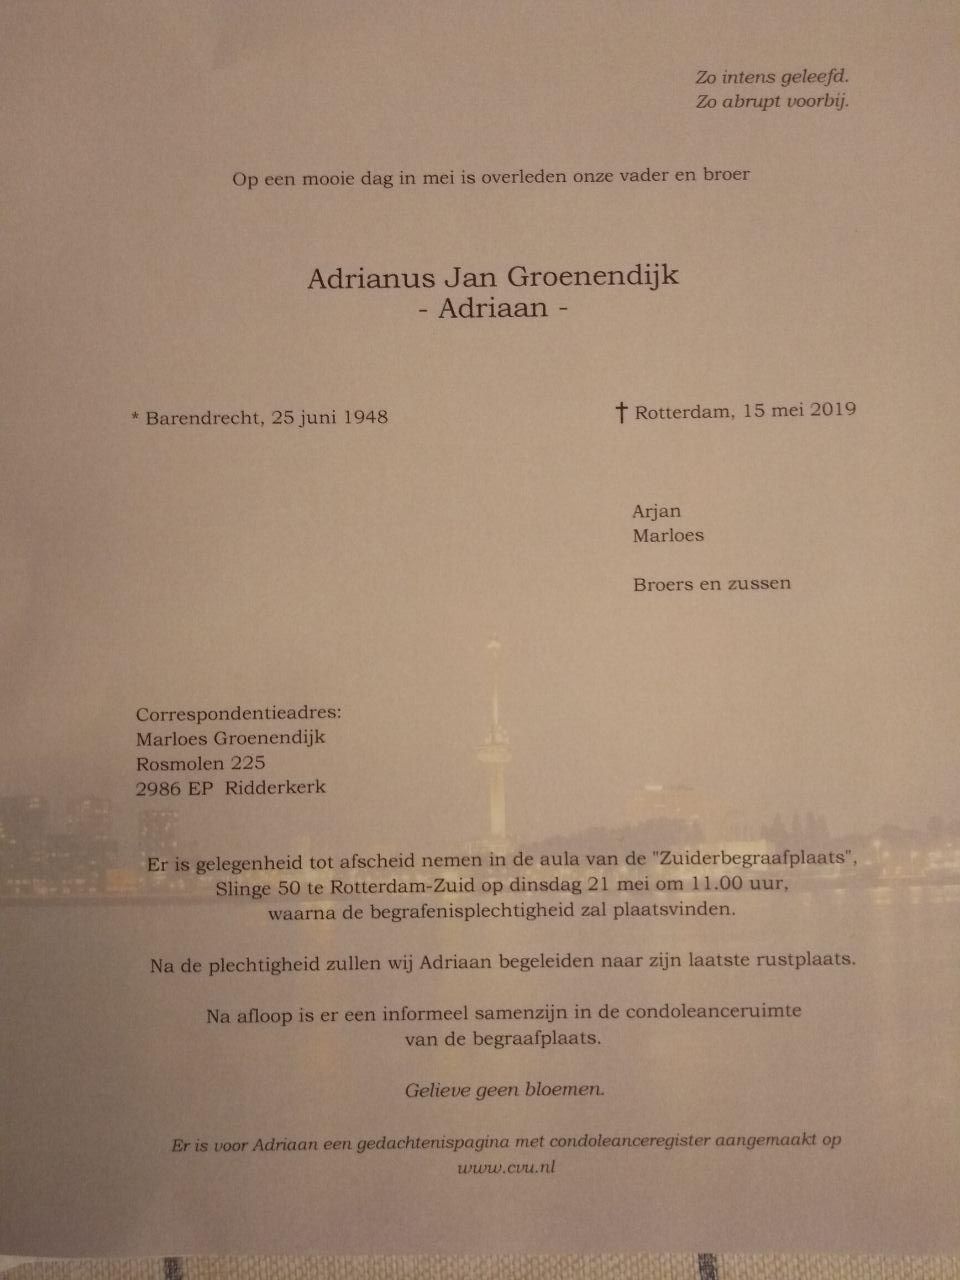 Zo intens geleefd.
Zo abrupt voorbij.
Op een mooie dag in mei is overleden onze vader en broer
Adrianus Jan Groenendijk
- Adriaan -
* Barendrecht, 25 juni 1948
† Rotterdam, 15 mei 2019
Arjan
Marloes
Broers en zussen
Correspondentieadres:
Marloes Groenendijk
Rosmolen 225
2986 EP Ridderkerk
Er is gelegenheid tot afscheid nemen in de aula van de "Zuiderbegraafplaats",
Slinge 50 te Rotterdam-Zuid op dinsdag 21 mei om 11.00 uur,
waarna de begrafenisplechtigheid zal plaatsvinden.
Na de plechtigheid zullen wij Adriaan begeleiden naar zijn laatste rustplaats.
Na afloop is er een informeel samenzijn in de condoleanceruimte
van de begraafplaats.
Gelieve geen bloemen.
Er is voor Adriaan een gedachtenispagina met condoleanceregister aangemaakt op
www.cvu.nl